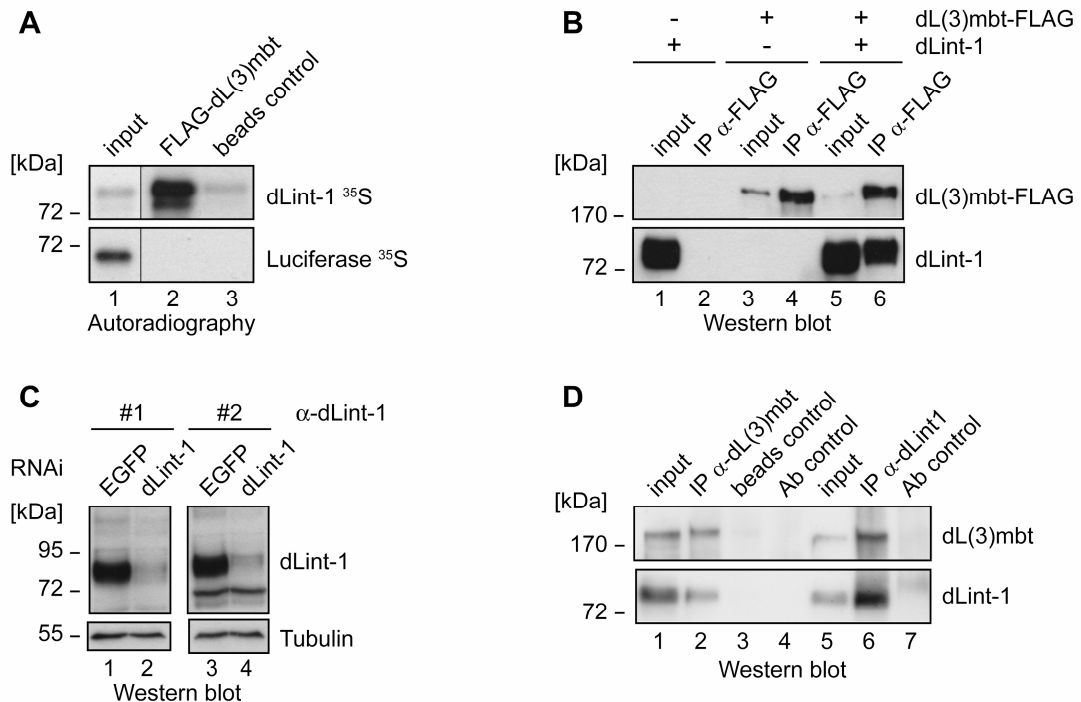 A
input
FLAG-dL(3)mbt
beads control
[kDa]
72 –
dLint-1 ³⁵S
72 –
Luciferase ³⁵S
1 2 3
Autoradiography
B
- + + dL(3)mbt-FLAG
+ - + dLint-1
input
IP α-FLAG
input
IP α-FLAG
input
IP α-FLAG
[kDa]
170 –
dL(3)mbt-FLAG
72 –
dLint-1
1 2 3 4 5 6
Western blot
C
#1 #2 α-dLint-1
RNAi
EGFP
dLint-1
EGFP
dLint-1
[kDa]
95 –
dLint-1
72 –
55 –
Tubulin
1 2 3 4
Western blot
D
input
IP α-dL(3)mbt
beads control
Ab control
input
IP α-dLint1
Ab control
[kDa]
170 –
dL(3)mbt
72 –
dLint-1
1 2 3 4 5 6 7
Western blot